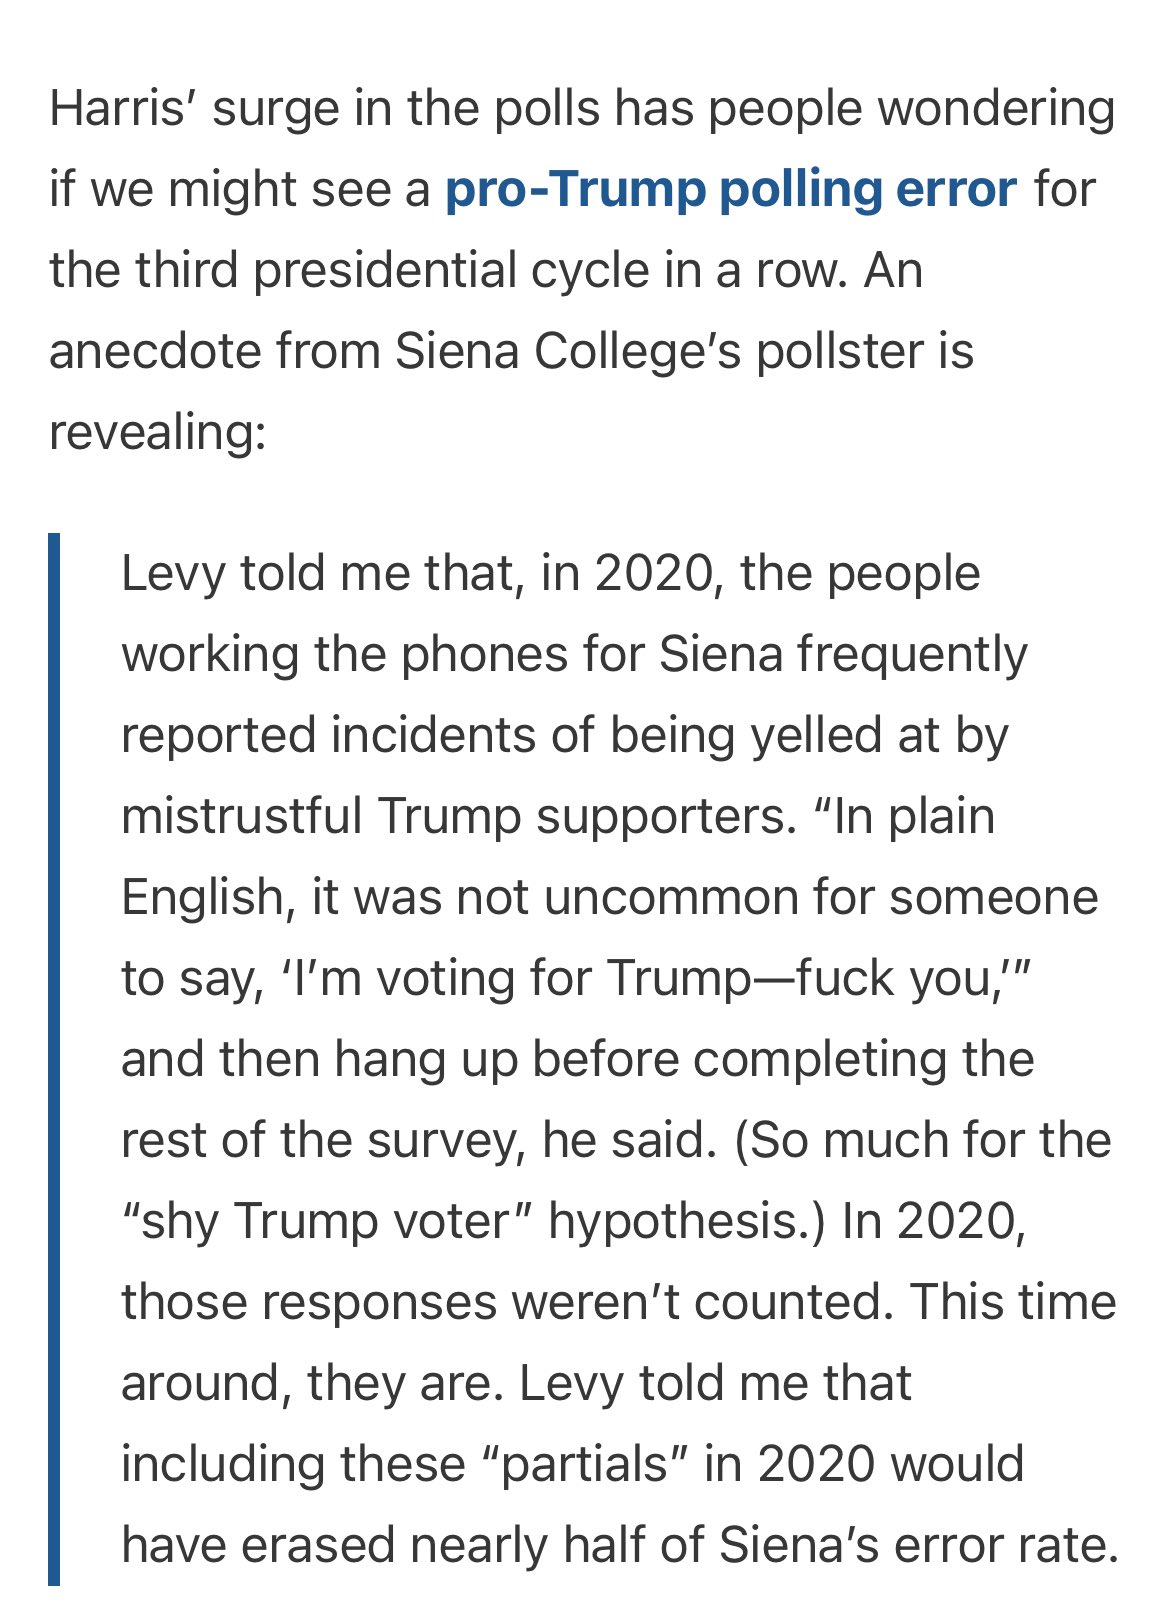 Harris’ surge in the polls has people wondering
if we might see a pro-Trump polling error for
the third presidential cycle in a row. An
anecdote from Siena College’s pollster is
revealing:
Levy told me that, in 2020, the people
working the phones for Siena frequently
reported incidents of being yelled at by
mistrustful Trump supporters. “In plain
English, it was not uncommon for someone
to say, ‘I’m voting for Trump—fuck you,’”
and then hang up before completing the
rest of the survey, he said. (So much for the
“shy Trump voter” hypothesis.) In 2020,
those responses weren’t counted. This time
around, they are. Levy told me that
including these “partials” in 2020 would
have erased nearly half of Siena’s error rate.